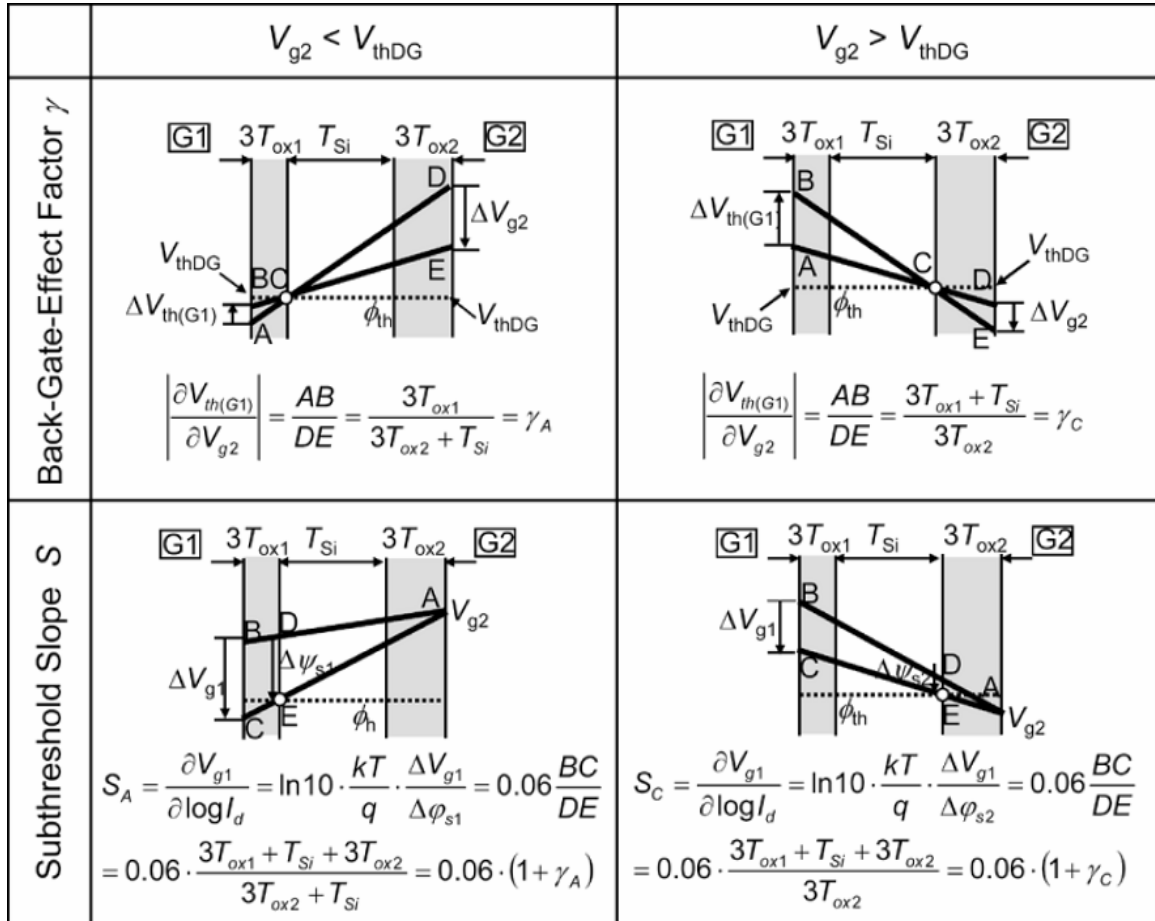 V_g2 < V_thDG
V_g2 > V_thDG
Back-Gate-Effect Factor γ
G1 3T_ox1 T_Si 3T_ox2 G2
D
ΔV_g2
V_thDG
BC
E
ΔV_th(G1)
A
ϕ_th
V_thDG
|∂V_th(G1)/∂V_g2| = AB/DE = 3T_ox1/(3T_ox2 + T_Si) = γ_A
G1 3T_ox1 T_Si 3T_ox2 G2
B
ΔV_th(G1)
A
C
D
V_thDG
V_thDG
ϕ_th
ΔV_g2
E
|∂V_th(G1)/∂V_g2| = AB/DE = (3T_ox1 + T_Si)/3T_ox2 = γ_C
Subthreshold Slope S
G1 3T_ox1 T_Si 3T_ox2 G2
B D A
V_g2
Δψ_s1
ΔV_g1
C E
ϕ_h
S_A = ∂V_g1/∂log I_d = ln10 · kT/q · ΔV_g1/Δφ_s1 = 0.06 BC/DE
= 0.06 · (3T_ox1 + T_Si + 3T_ox2)/(3T_ox2 + T_Si) = 0.06 · (1 + γ_A)
G1 3T_ox1 T_Si 3T_ox2 G2
B
ΔV_g1
C
Δψ_s2
D
A
ϕ_th
E
V_g2
S_C = ∂V_g1/∂log I_d = ln10 · kT/q · ΔV_g1/Δφ_s2 = 0.06 BC/DE
= 0.06 · (3T_ox1 + T_Si + 3T_ox2)/3T_ox2 = 0.06 · (1 + γ_C)